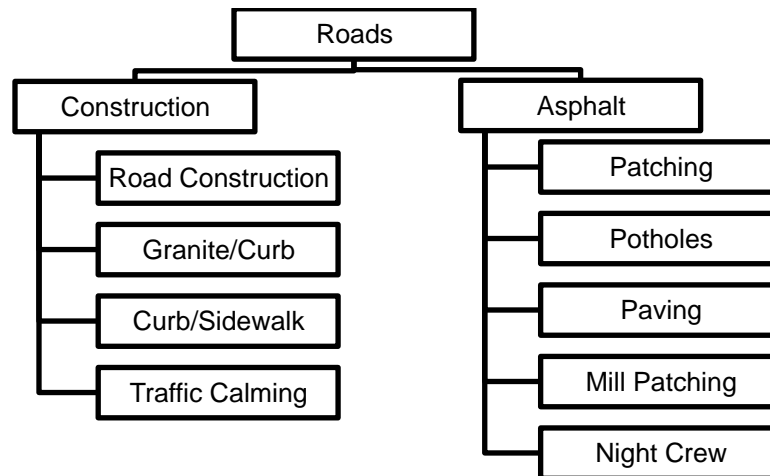 Roads
Construction
Road Construction
Granite/Curb
Curb/Sidewalk
Traffic Calming
Asphalt
Patching
Potholes
Paving
Mill Patching
Night Crew